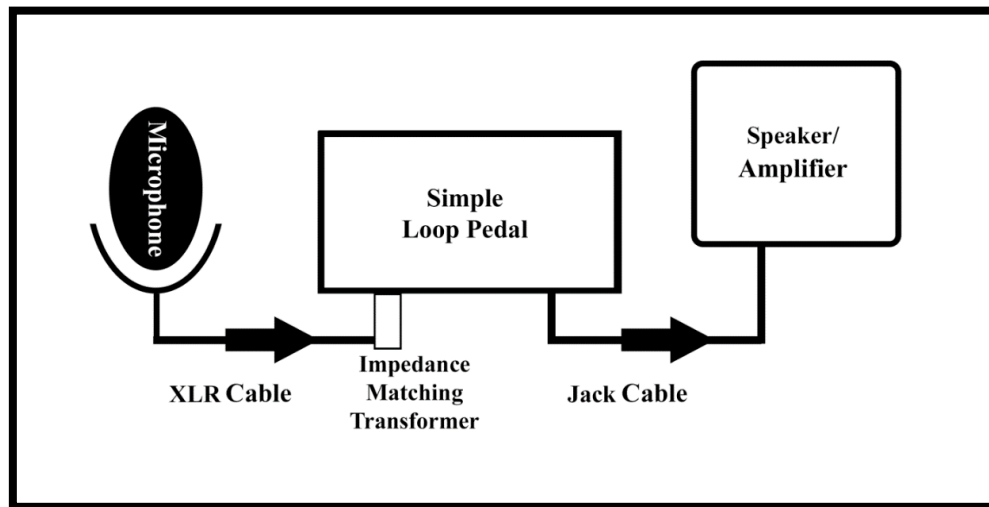 Microphone
Simple
Loop Pedal
Speaker/
Amplifier
XLR Cable
Impedance
Matching
Transformer
Jack Cable